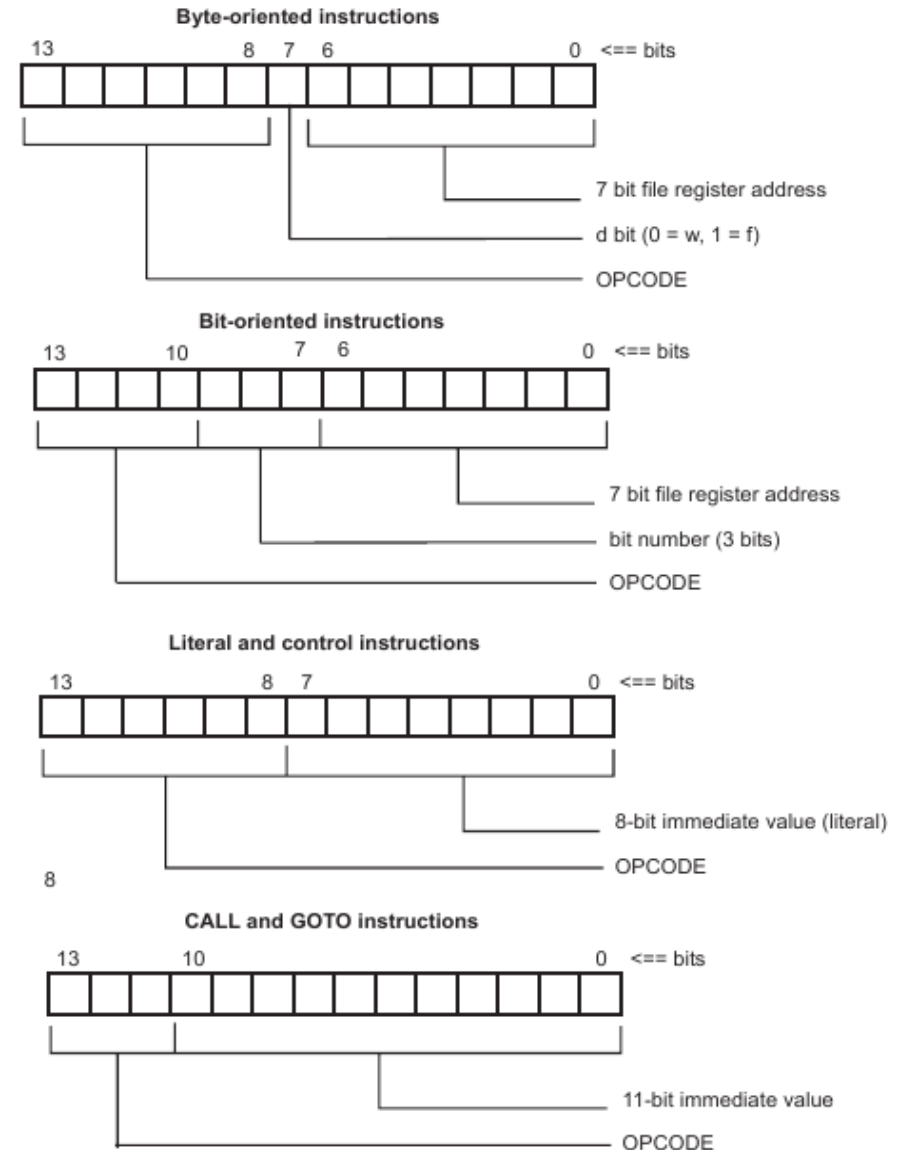 Byte-oriented instructions
13 8 7 6 0 <== bits
7 bit file register address
d bit (0 = w, 1 = f)
OPCODE
Bit-oriented instructions
13 10 7 6 0 <== bits
7 bit file register address
bit number (3 bits)
OPCODE
Literal and control instructions
13 8 7 0 <== bits
8-bit immediate value (literal)
OPCODE
8
CALL and GOTO instructions
13 10 0 <== bits
11-bit immediate value
OPCODE